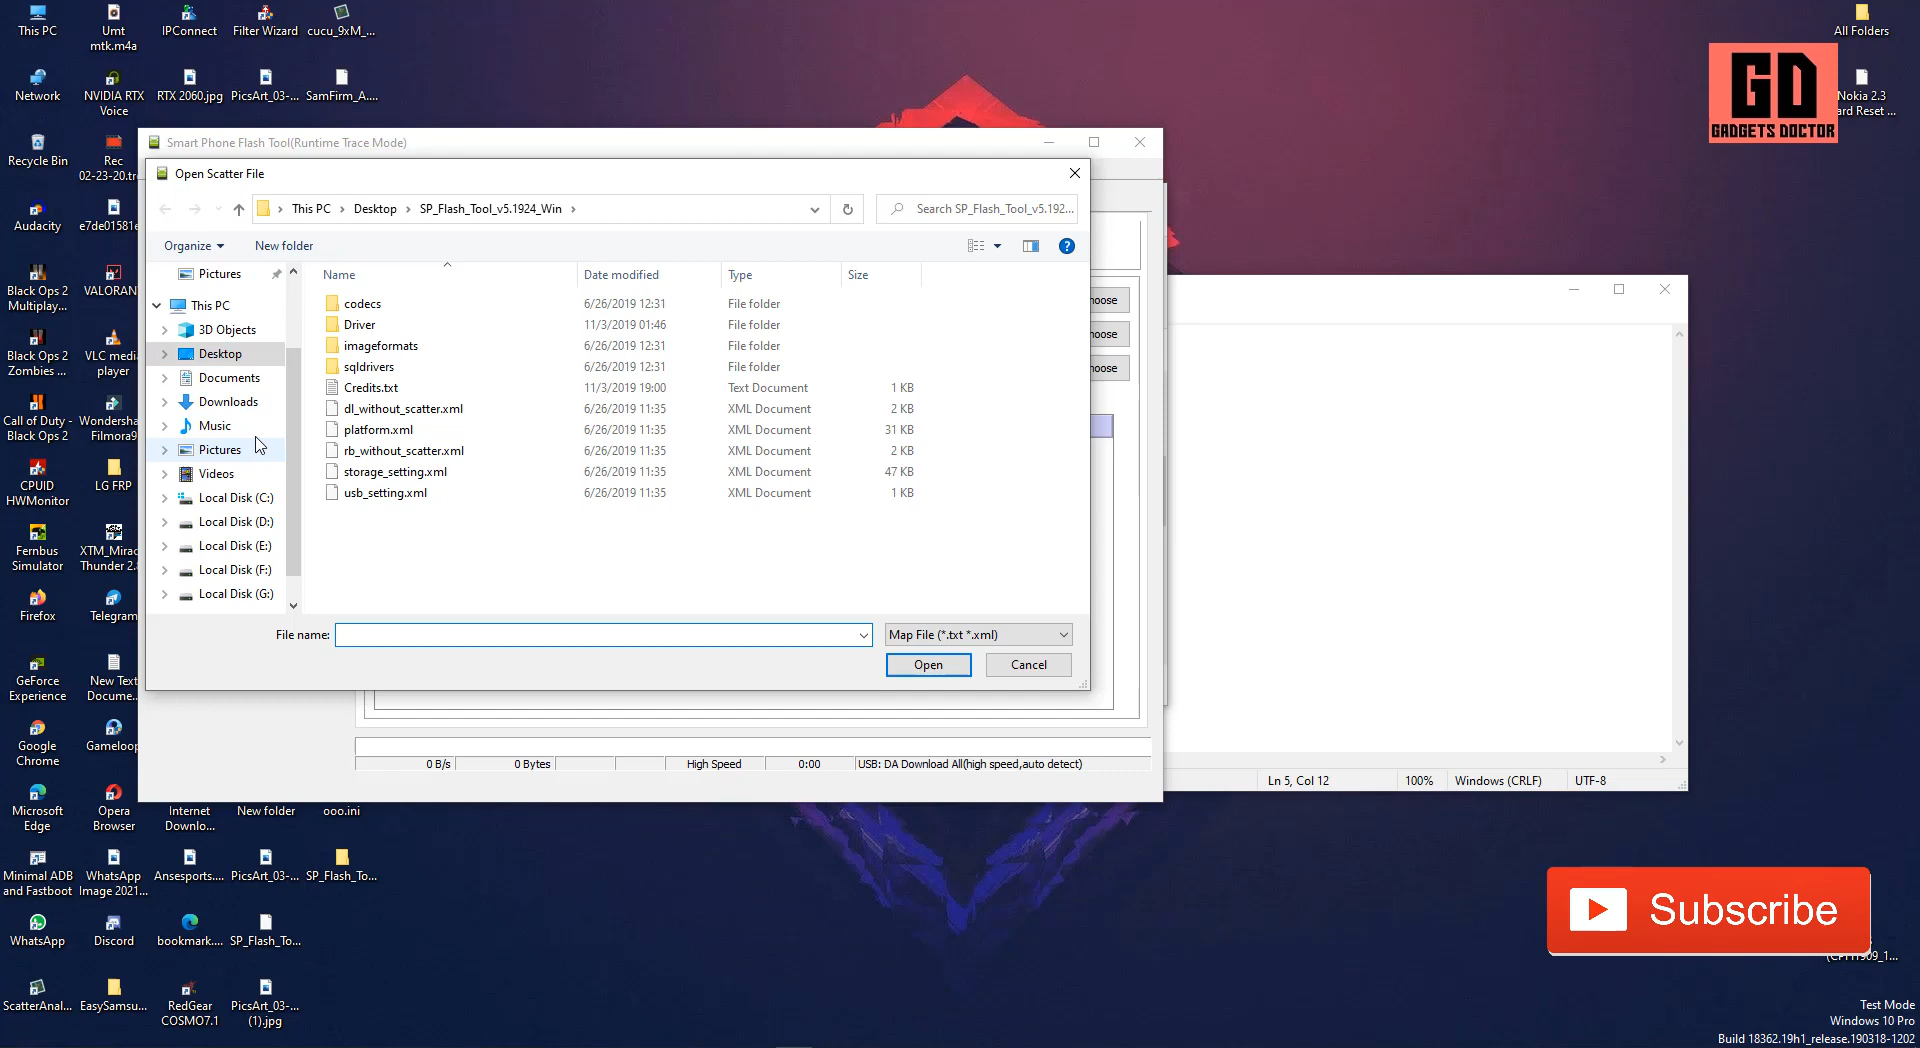 This PC
Umt
mtk.m4a
IPConnect
Filter Wizard
cucu_9xM_...
All Folders
Network
NVIDIA RTX
Voice
RTX 2060.jpg
PicsArt_03-...
SamFirm_A....
GD
GADGETS DOCTOR
Nokia 2.3
ard Reset ...
Recycle Bin
Rec
02-23-20.tre
Smart Phone Flash Tool(Runtime Trace Mode)
Open Scatter File
Audacity
e7de01581e
This PC
Desktop
SP_Flash_Tool_v5.1924_Win
Search SP_Flash_Tool_v5.192...
Organize
New folder
Black Ops 2
Multiplay...
VALORAN
Black Ops 2
Zombies ...
VLC medi
player
Call of Duty -
Black Ops 2
Wondersha
Filmora9
CPUID
HWMonitor
LG FRP
Fernbus
Simulator
XTM_Mirac
Thunder 2.8
Firefox
Telegram
Pictures
This PC
3D Objects
Desktop
Documents
Downloads
Music
Pictures
Videos
Local Disk (C:)
Local Disk (D:)
Local Disk (E:)
Local Disk (F:)
Local Disk (G:)
Name Date modified Type Size
codecs 6/26/2019 12:31 File folder
Driver 11/3/2019 01:46 File folder
imageformats 6/26/2019 12:31 File folder
sqldrivers 6/26/2019 12:31 File folder
Credits.txt 11/3/2019 19:00 Text Document 1 KB
dl_without_scatter.xml 6/26/2019 11:35 XML Document 2 KB
platform.xml 6/26/2019 11:35 XML Document 31 KB
rb_without_scatter.xml 6/26/2019 11:35 XML Document 2 KB
storage_setting.xml 6/26/2019 11:35 XML Document 47 KB
usb_setting.xml 6/26/2019 11:35 XML Document 1 KB
hoose
hoose
hoose
File name:
Map File (*.txt *.xml)
Open
Cancel
GeForce
Experience
New Text
Docume...
Google
Chrome
Gameloop
0 B/s
0 Bytes
High Speed
0:00
USB: DA Download All(high speed,auto detect)
Ln 5, Col 12
100%
Windows (CRLF)
UTF-8
Microsoft
Edge
Opera
Browser
Internet
Downlo...
New folder
ooo.ini
Minimal ADB
and Fastboot
WhatsApp
Image 2021...
Ansesports....
PicsArt_03-...
SP_Flash_To...
WhatsApp
Discord
bookmark....
SP_Flash_To...
Subscribe
(CPH1909_1...
ScatterAnal...
EasySamsu...
RedGear
COSMO7.1
PicsArt_03-...
(1).jpg
Test Mode
Windows 10 Pro
Build 18362.19h1_release.190318-1202